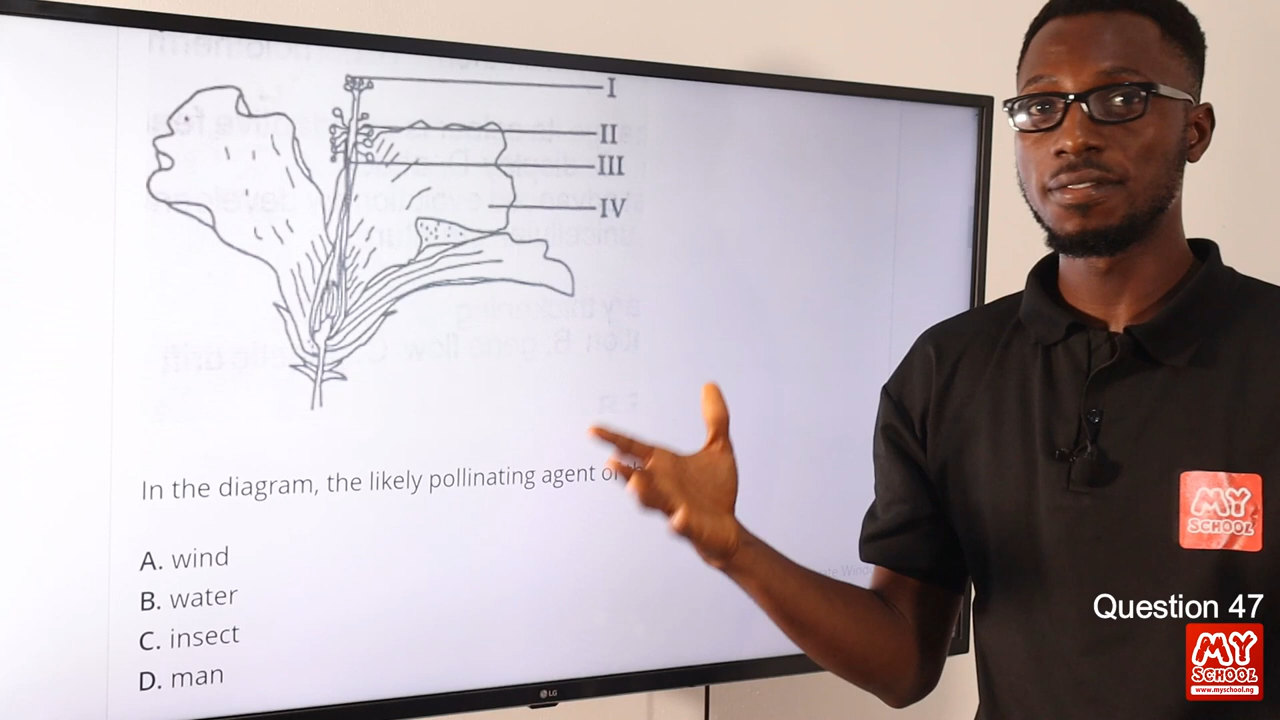 I
II
III
IV
In the diagram, the likely pollinating agent of
A. wind
B. water
C. insect
D. man
LG
MY
SCHOOL
Question 47
MY
SCHOOL
www.myschool.ng